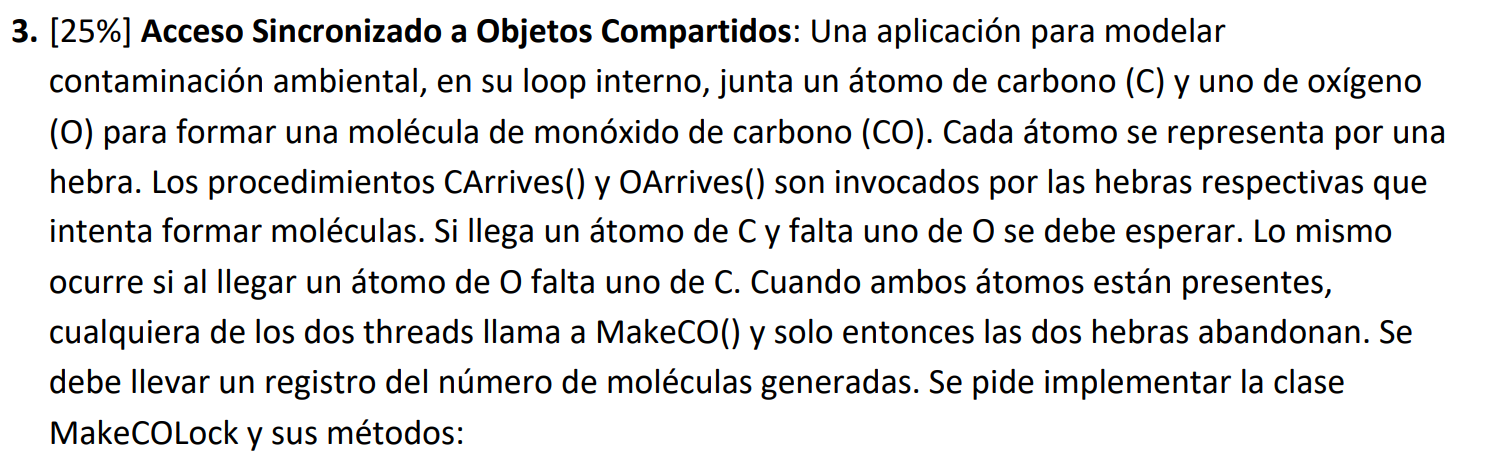 3. [25%] Acceso Sincronizado a Objetos Compartidos: Una aplicación para modelar
contaminación ambiental, en su loop interno, junta un átomo de carbono (C) y uno de oxígeno
(O) para formar una molécula de monóxido de carbono (CO). Cada átomo se representa por una
hebra. Los procedimientos CArrives() y OArrives() son invocados por las hebras respectivas que
intenta formar moléculas. Si llega un átomo de C y falta uno de O se debe esperar. Lo mismo
ocurre si al llegar un átomo de O falta uno de C. Cuando ambos átomos están presentes,
cualquiera de los dos threads llama a MakeCO() y solo entonces las dos hebras abandonan. Se
debe llevar un registro del número de moléculas generadas. Se pide implementar la clase
MakeCOLock y sus métodos: